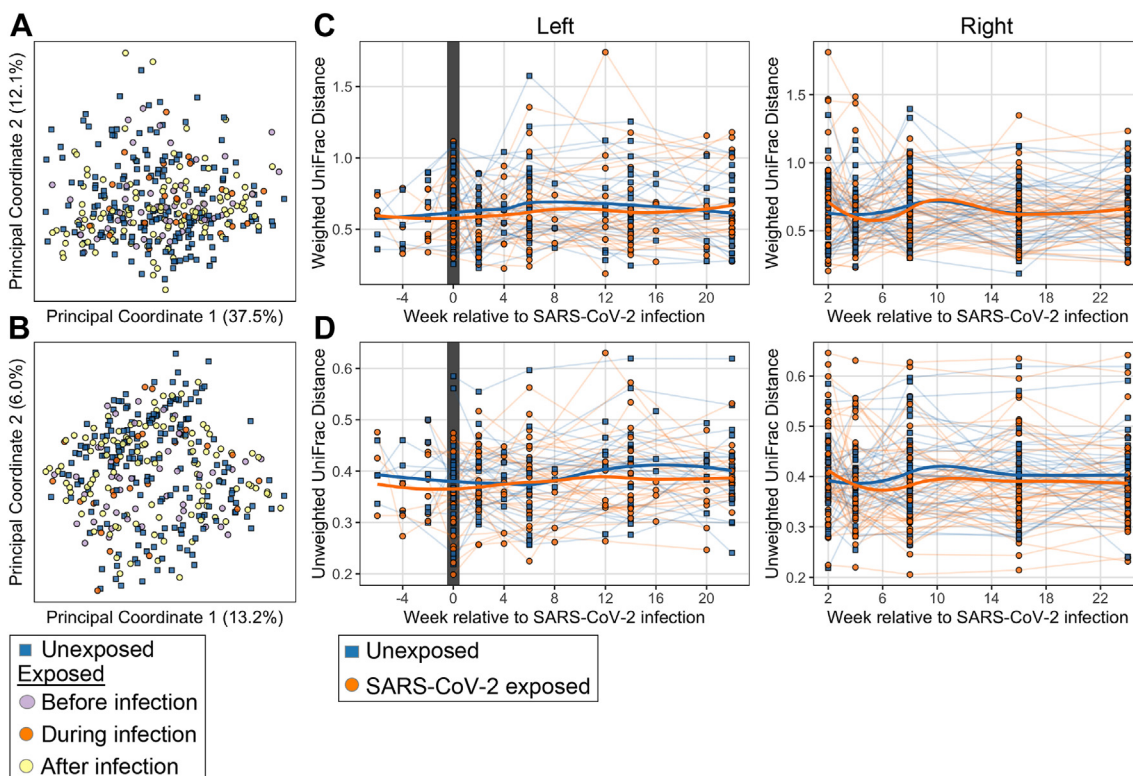 A
Principal Coordinate 2 (12.1%)
Principal Coordinate 1 (37.5%)
B
Principal Coordinate 2 (6.0%)
Principal Coordinate 1 (13.2%)
Unexposed
Exposed
Before infection
During infection
After infection
C
Left
Right
Weighted UniFrac Distance
1.5
1.0
0.5
-4 0 4 8 12 16 20
Week relative to SARS-CoV-2 infection
Weighted UniFrac Distance
1.5
1.0
0.5
2 6 10 14 18 22
Week relative to SARS-CoV-2 infection
D
Unweighted UniFrac Distance
0.6
0.5
0.4
0.3
0.2
-4 0 4 8 12 16 20
Week relative to SARS-CoV-2 infection
Unweighted UniFrac Distance
0.6
0.5
0.4
0.3
0.2
2 6 10 14 18 22
Week relative to SARS-CoV-2 infection
Unexposed
SARS-CoV-2 exposed